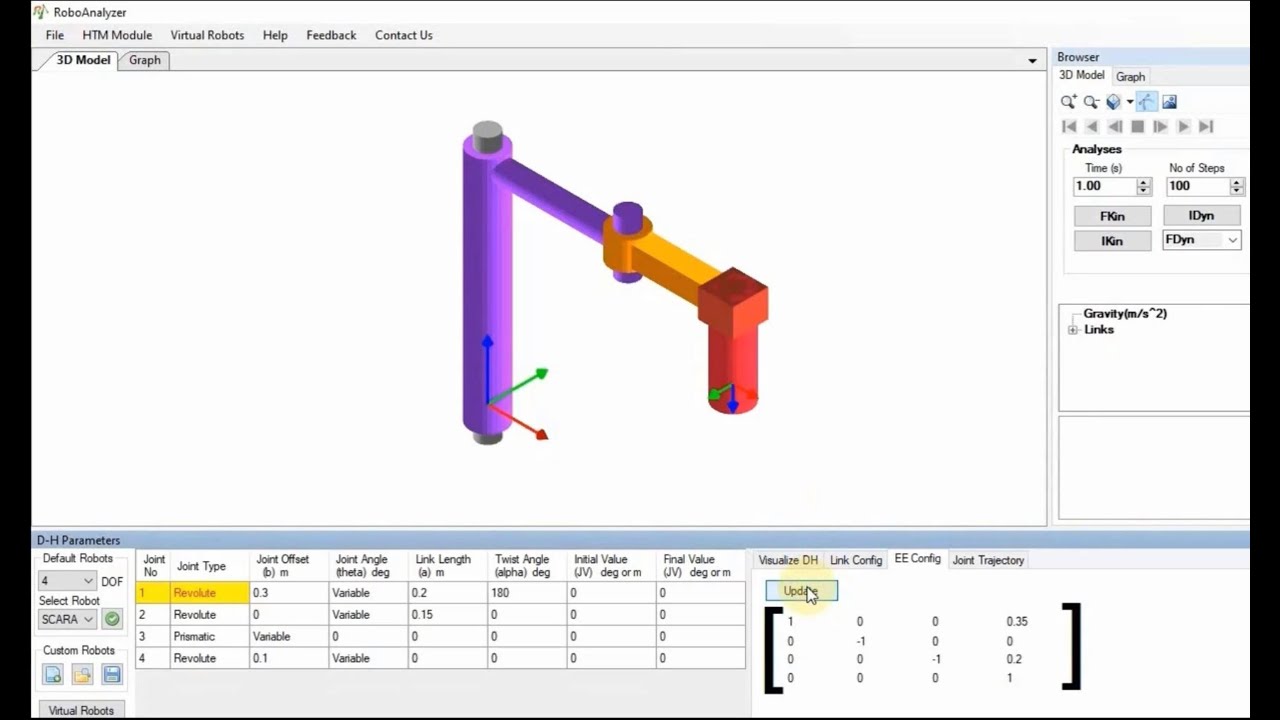 RoboAnalyzer
File HTM Module Virtual Robots Help Feedback Contact Us
3D Model Graph
Browser
3D Model Graph
Analyses
Time (s) No of Steps
1.00 100
FKin IDyn
IKin FDyn
Gravity(m/s^2)
Links
D-H Parameters
Default Robots
4 DOF
Select Robot
SCARA
Custom Robots
Virtual Robots
Joint No Joint Type Joint Offset (b) m Joint Angle (theta) deg Link Length (a) m Twist Angle (alpha) deg Initial Value (JV) deg or m Final Value (JV) deg or m
1 Revolute 0.3 Variable 0.2 180 0 0
2 Revolute 0 Variable 0.15 0 0 0
3 Prismatic Variable 0 0 0 0 0
4 Revolute 0.1 Variable 0 0 0 0
Visualize DH Link Config EE Config Joint Trajectory
Update
1 0 0 0.35
0 -1 0 0
0 0 -1 0.2
0 0 0 1